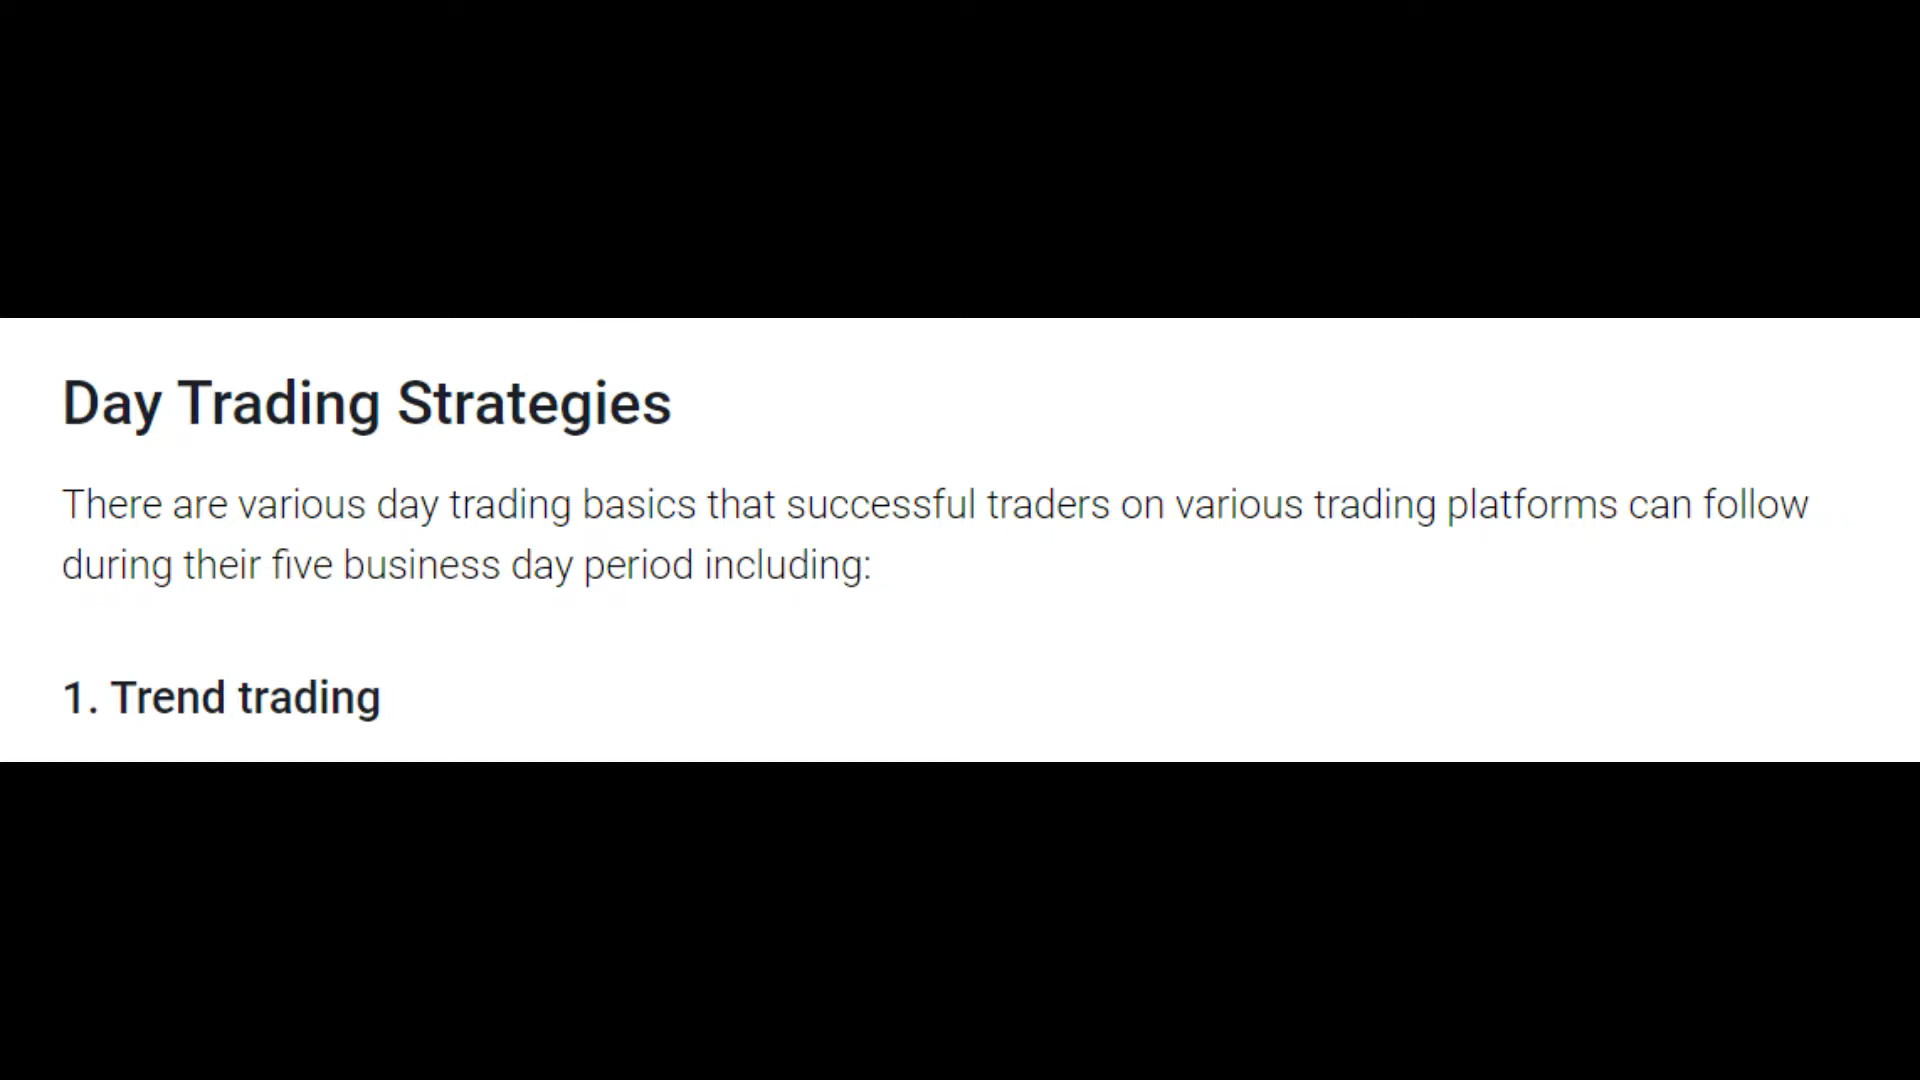 Day Trading Strategies
There are various day trading basics that successful traders on various trading platforms can follow
during their five business day period including:
1. Trend trading